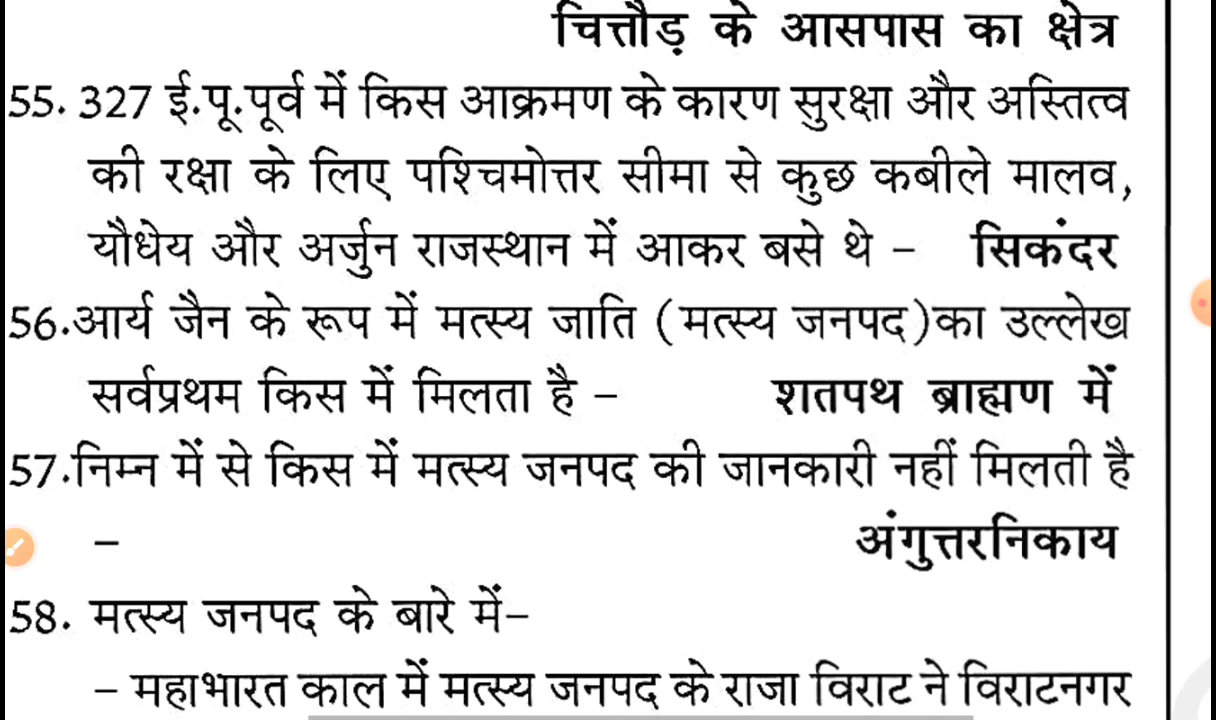 चित्तौड़ के आसपास का क्षेत्र
55. 327 ई.पू.पूर्व में किस आक्रमण के कारण सुरक्षा और अस्तित्व
की रक्षा के लिए पश्चिमोत्तर सीमा से कुछ कबीले मालव,
यौधेय और अर्जुन राजस्थान में आकर बसे थे – सिकंदर
56.आर्य जैन के रूप में मत्स्य जाति (मत्स्य जनपद)का उल्लेख
सर्वप्रथम किस में मिलता है – शतपथ ब्राह्मण में
57.निम्न में से किस में मत्स्य जनपद की जानकारी नहीं मिलती है
– अंगुत्तरनिकाय
58. मत्स्य जनपद के बारे में–
– महाभारत काल में मत्स्य जनपद के राजा विराट ने विराटनगर